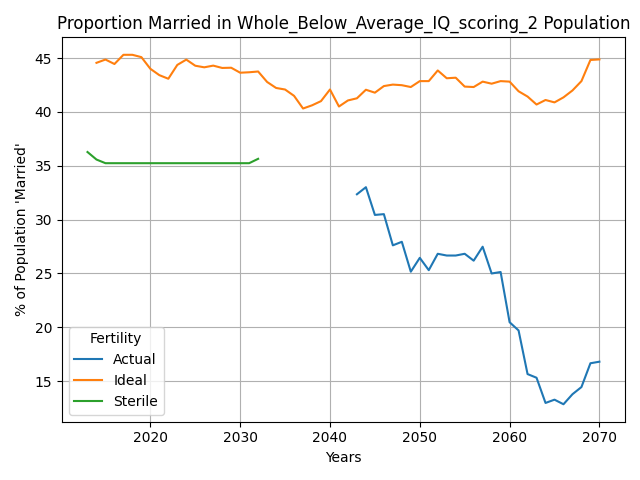 Proportion Married in Whole_Below_Average_IQ_scoring_2 Population
% of Population 'Married'
45
40
35
30
25
20
15
Fertility
Actual
Ideal
Sterile
2020 2030 2040 2050 2060 2070
Years